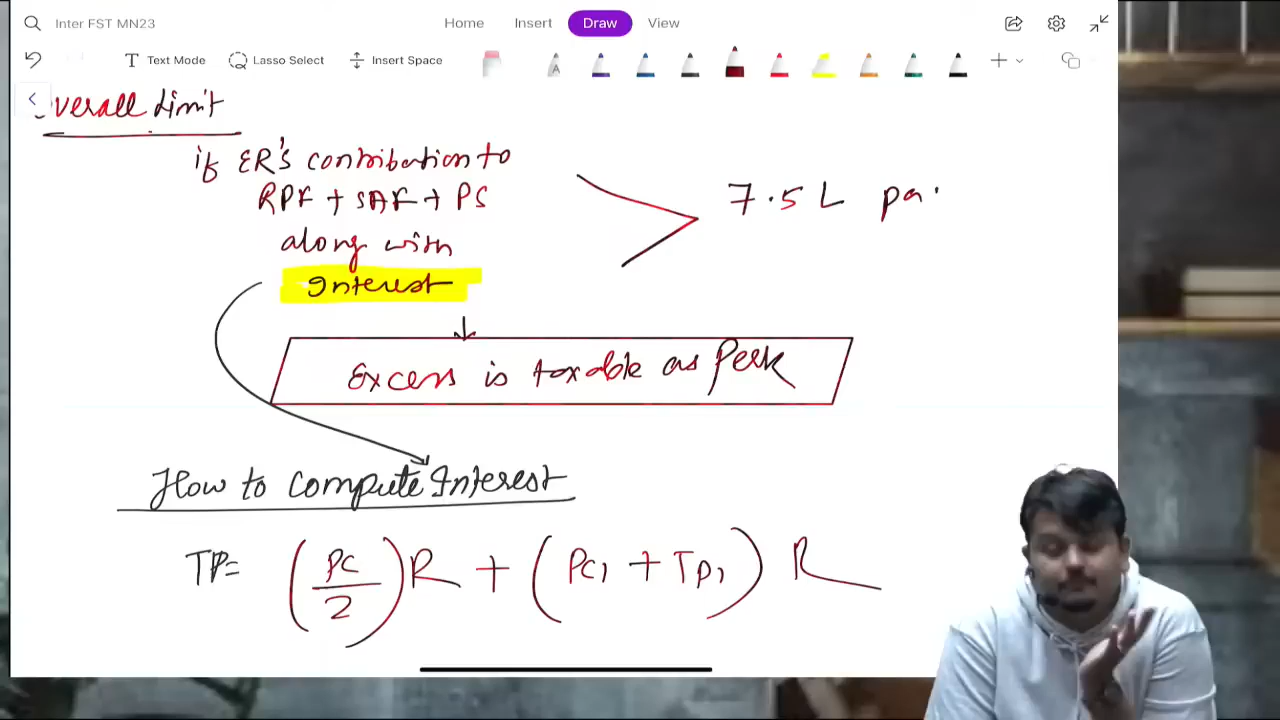 Inter FST MN23
Home Insert Draw View
Text Mode Lasso Select Insert Space
verall Limit
if ER's contribution to
RPF + SAF + PS
along with
Interest
> 7.5 L pa.
Excess is taxable as Perk
How to compute Interest
TP = (PC/2) R + (PC1 + TP1) R